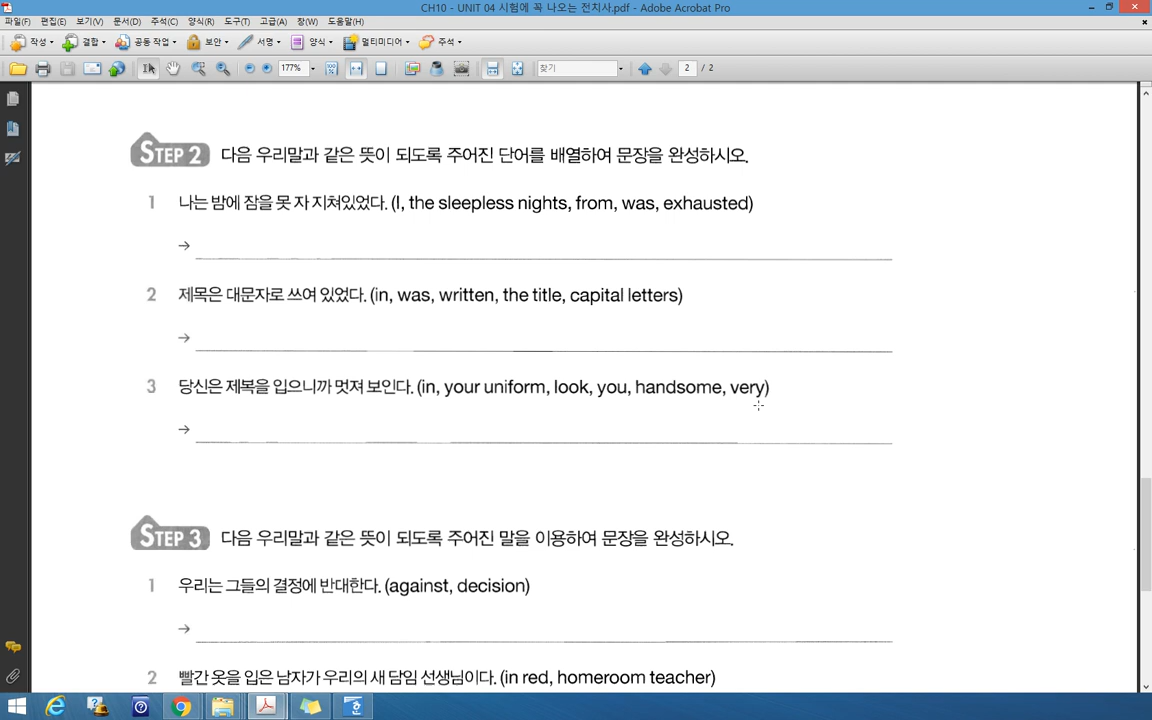 CH10 - UNIT 04 시험에 꼭 나오는 전치사.pdf - Adobe Acrobat Pro
파일(F) 편집(E) 보기(V) 문서(D) 주석(C) 양식(R) 도구(T) 고급(A) 창(W) 도움말(H)
작성 결합 공동 작업 보안 서명 양식 멀티미디어 주석
177% 찾기 2 / 2
STEP 2 다음 우리말과 같은 뜻이 되도록 주어진 단어를 배열하여 문장을 완성하시오.
1 나는 밤에 잠을 못 자 지쳐있었다. (I, the sleepless nights, from, was, exhausted)
→
2 제목은 대문자로 쓰여 있었다. (in, was, written, the title, capital letters)
→
3 당신은 제복을 입으니까 멋져 보인다. (in, your uniform, look, you, handsome, very)
→
STEP 3 다음 우리말과 같은 뜻이 되도록 주어진 말을 이용하여 문장을 완성하시오.
1 우리는 그들의 결정에 반대한다. (against, decision)
→
2 빨간 옷을 입은 남자가 우리의 새 담임 선생님이다. (in red, homeroom teacher)